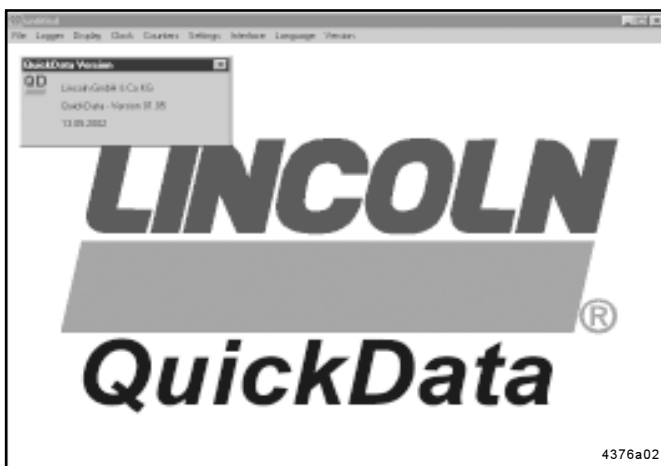 untitled
File Logger Display Clock Counters Settings Interface Language Version
QuickData Version
QD
Lincoln GmbH & Co KG
QuickData - Version 01.05
13.05.2002
LINCOLN
®
QuickData
4376a02